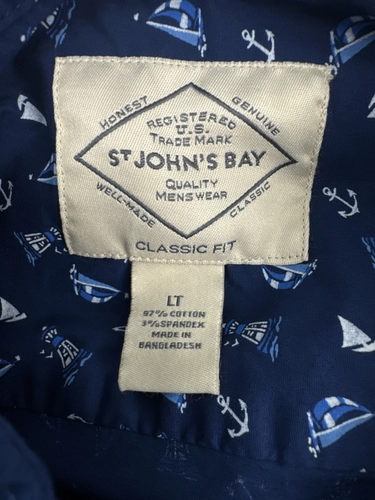 HONEST
GENUINE
REGISTERED
U.S.
TRADE MARK
ST JOHN'S BAY
QUALITY
MENSWEAR
WELL-MADE
CLASSIC
CLASSIC FIT
LT
97% COTTON
3% SPANDEX
MADE IN
BANGLADESH